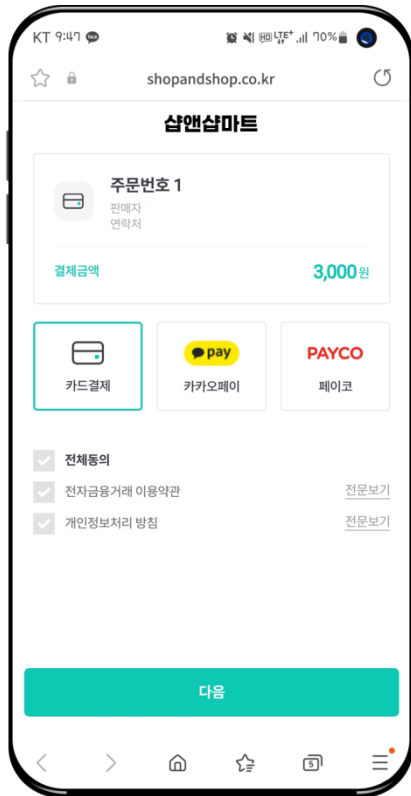 KT 9:47
HD LTE+ 70%
shopandshop.co.kr
샵앤샵마트
주문번호 1
판매자
연락처
결제금액 3,000 원
pay PAYCO
카드결제 카카오페이 페이코
전체동의
전자금융거래 이용약관 전문보기
개인정보처리 방침 전문보기
다음
5